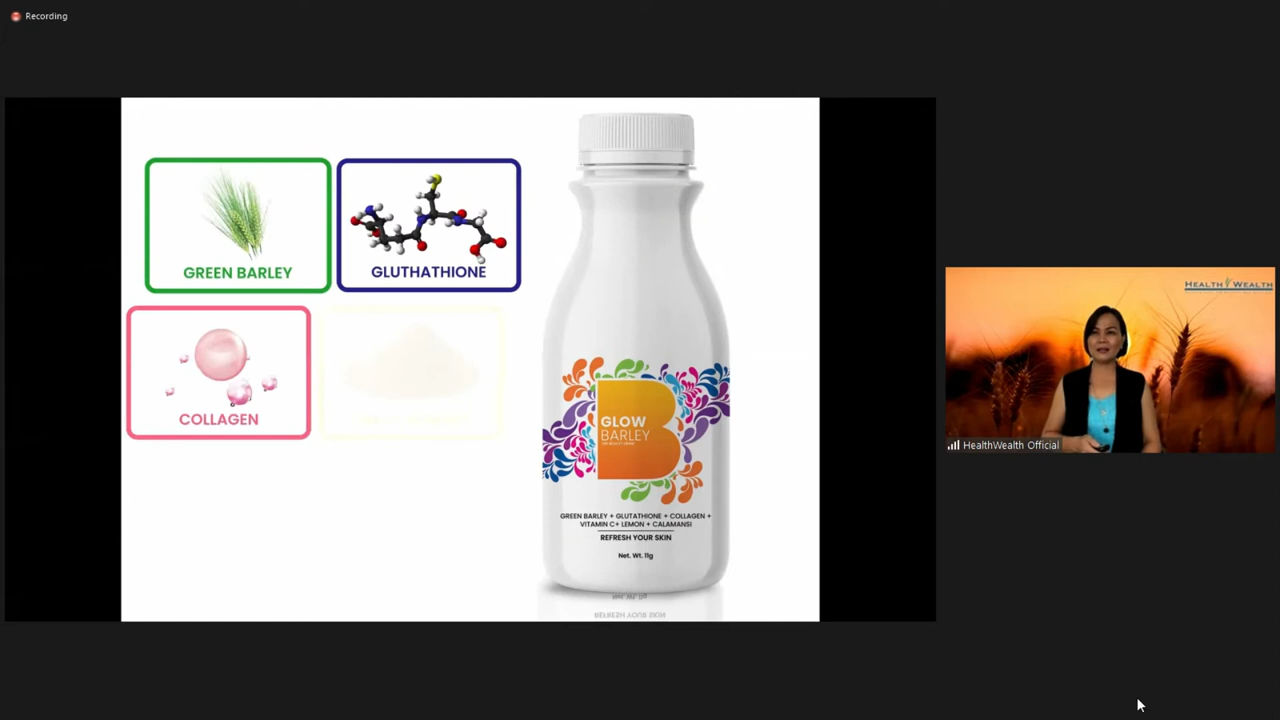 Recording
GREEN BARLEY
GLUTHATHIONE
COLLAGEN
GLOW
BARLEY
GREEN BARLEY + GLUTATHIONE + COLLAGEN +
VITAMIN C+ LEMON + CALAMANSI
REFRESH YOUR SKIN
Net. Wt. 11g
HEALTH WEALTH
HealthWealth Official